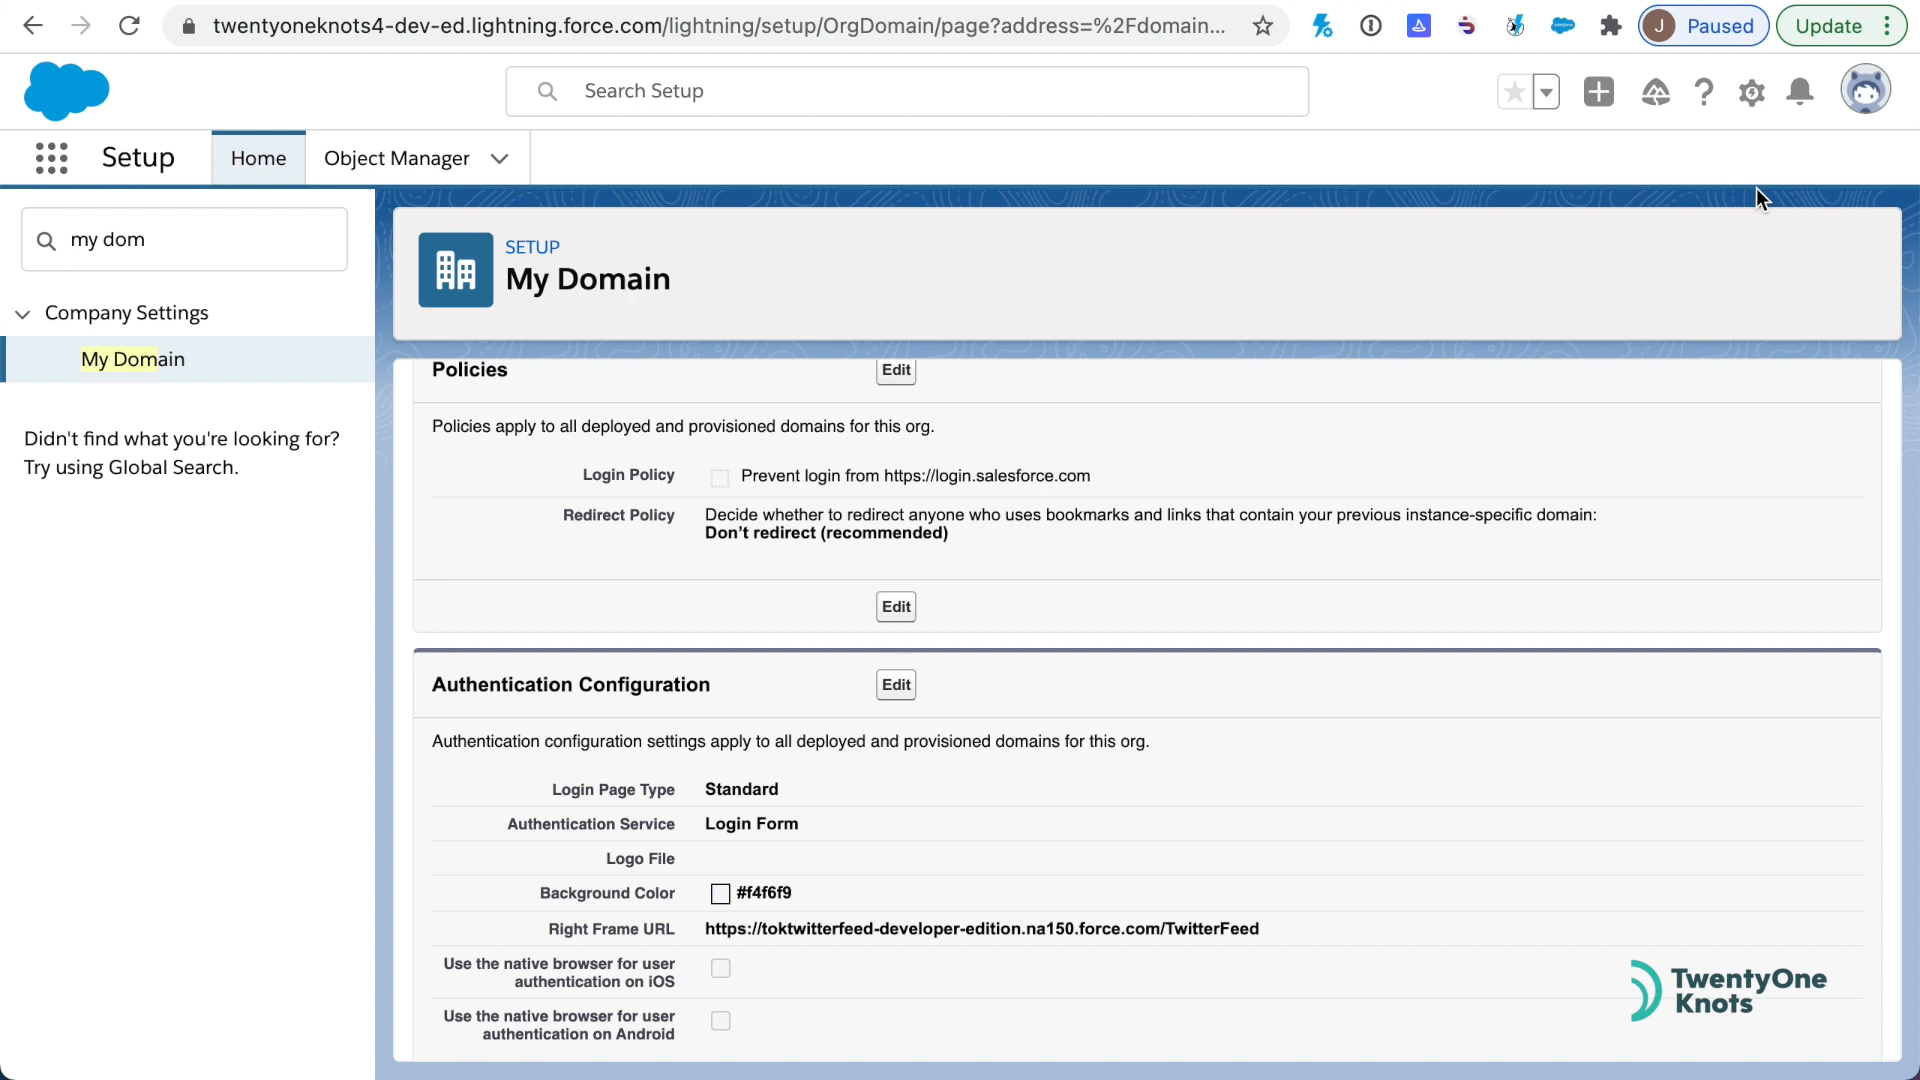 twentyoneknots4-dev-ed.lightning.force.com/lightning/setup/OrgDomain/page?address=%2Fdomain...
J Paused
Update
Search Setup
Setup
Home
Object Manager
my dom
SETUP
My Domain
Company Settings
My Domain
Didn't find what you're looking for?
Try using Global Search.
Policies
Edit
Policies apply to all deployed and provisioned domains for this org.
Login Policy
Prevent login from https://login.salesforce.com
Redirect Policy
Decide whether to redirect anyone who uses bookmarks and links that contain your previous instance-specific domain:
Don't redirect (recommended)
Edit
Authentication Configuration
Edit
Authentication configuration settings apply to all deployed and provisioned domains for this org.
Login Page Type
Standard
Authentication Service
Login Form
Logo File
Background Color
#f4f6f9
Right Frame URL
https://toktwitterfeed-developer-edition.na150.force.com/TwitterFeed
Use the native browser for user
authentication on iOS
Use the native browser for user
authentication on Android
TwentyOne
Knots